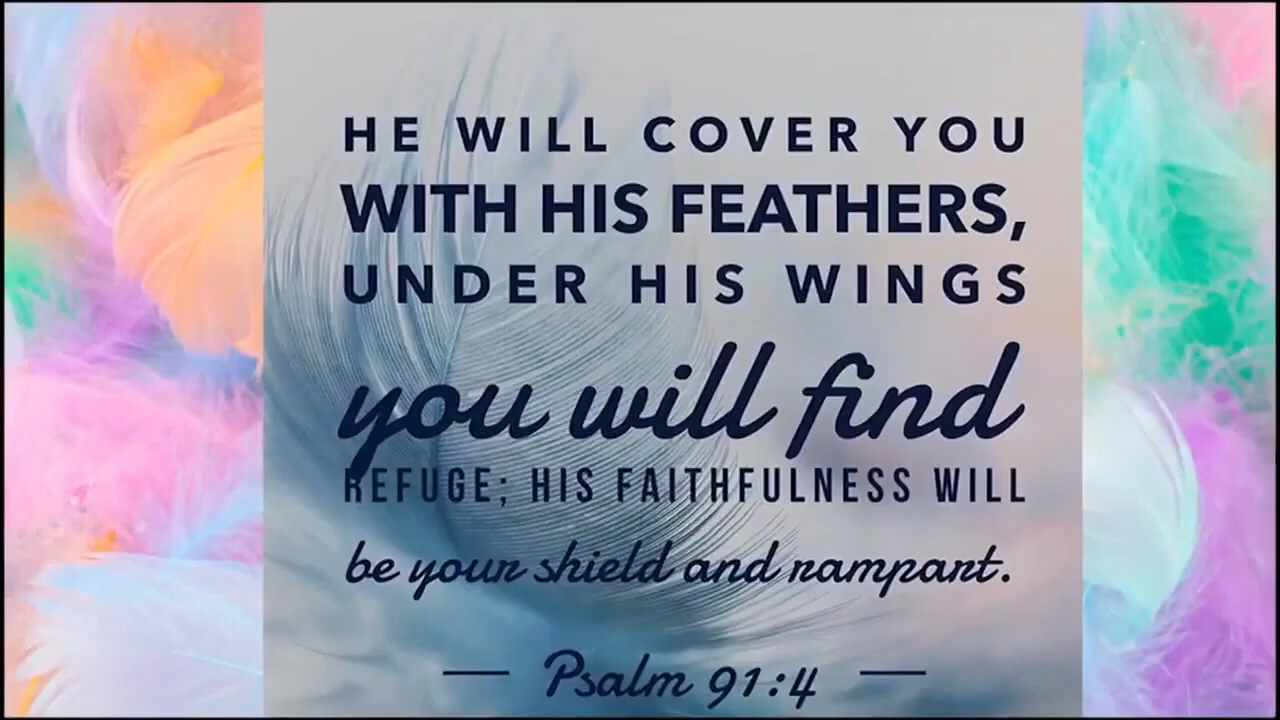 HE WILL COVER YOU
WITH HIS FEATHERS,
UNDER HIS WINGS
you will find
REFUGE; HIS FAITHFULNESS WILL
be your shield and rampart.
Psalm 91:4